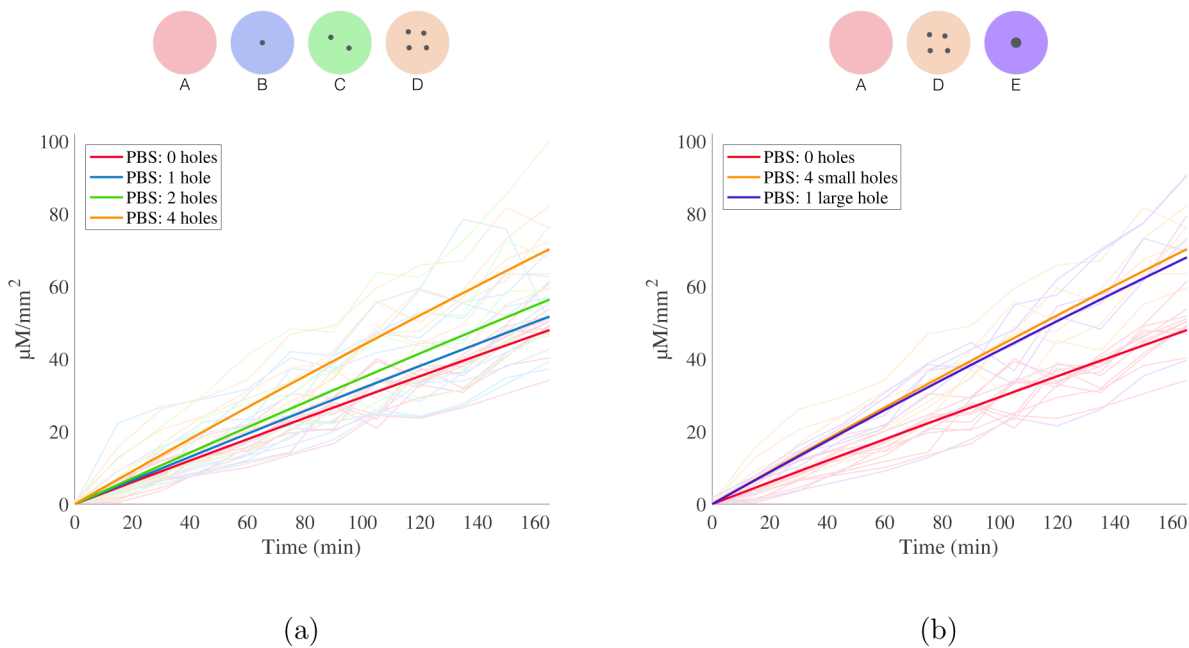 A B C D
100
80
60
40
20
0
μM/mm²
PBS: 0 holes
PBS: 1 hole
PBS: 2 holes
PBS: 4 holes
0 20 40 60 80 100 120 140 160
Time (min)
(a)
A D E
100
80
60
40
20
0
μM/mm²
PBS: 0 holes
PBS: 4 small holes
PBS: 1 large hole
0 20 40 60 80 100 120 140 160
Time (min)
(b)